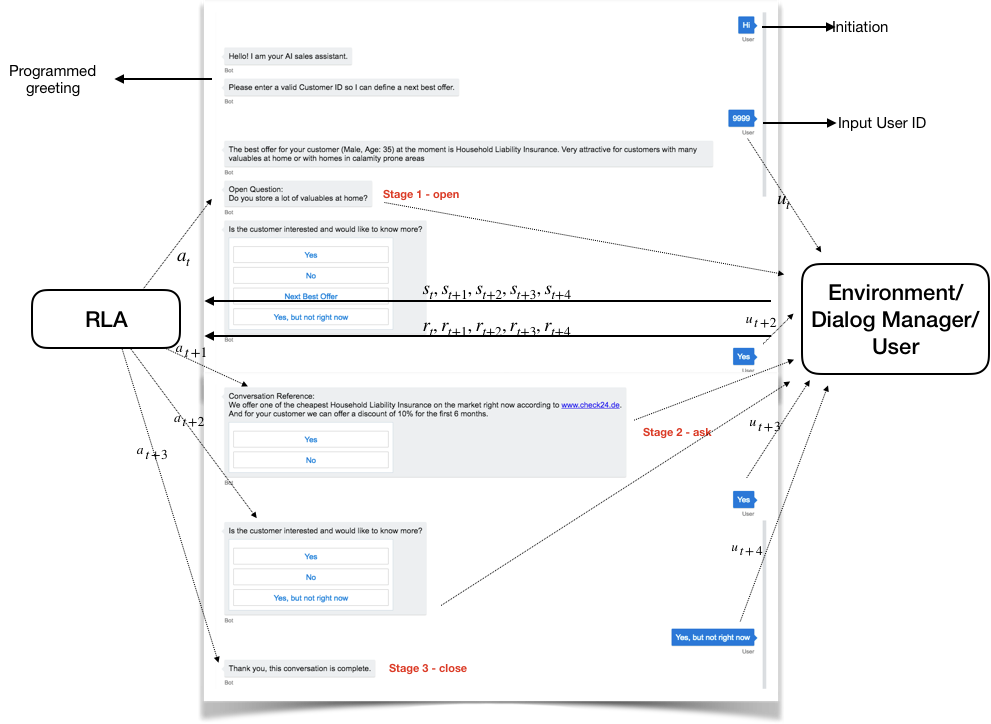 Hi
User
Initiation
Hello! I am your AI sales assistant.
Bot
Programmed
greeting
Please enter a valid Customer ID so I can define a next best offer.
Bot
9999
User
Input User ID
The best offer for your customer (Male, Age: 35) at the moment is Household Liability Insurance. Very attractive for customers with many
valuables at home or with homes in calamity prone areas
Open Question:
Do you store a lot of valuables at home?
Bot
Stage 1 - open
u_t
Is the customer interested and would like to know more?
Yes
No
Next Best Offer
Yes, but not right now
Bot
a_t
s_t, s_{t+1}, s_{t+2}, s_{t+3}, s_{t+4}
r_t, r_{t+1}, r_{t+2}, r_{t+3}, r_{t+4}
RLA
Environment/
Dialog Manager/
User
u_{t+2}
a_{t+1}
Yes
User
Conversation Reference:
We offer one of the cheapest Household Liability Insurance on the market right now according to www.check24.de.
And for your customer we can offer a discount of 10% for the first 6 months.
Yes
No
Bot
a_{t+2}
Stage 2 - ask
u_{t+3}
a_{t+3}
Yes
User
Is the customer interested and would like to know more?
Yes
No
Yes, but not right now
Bot
u_{t+4}
Yes, but not right now
User
Thank you, this conversation is complete.
Bot
Stage 3 - close